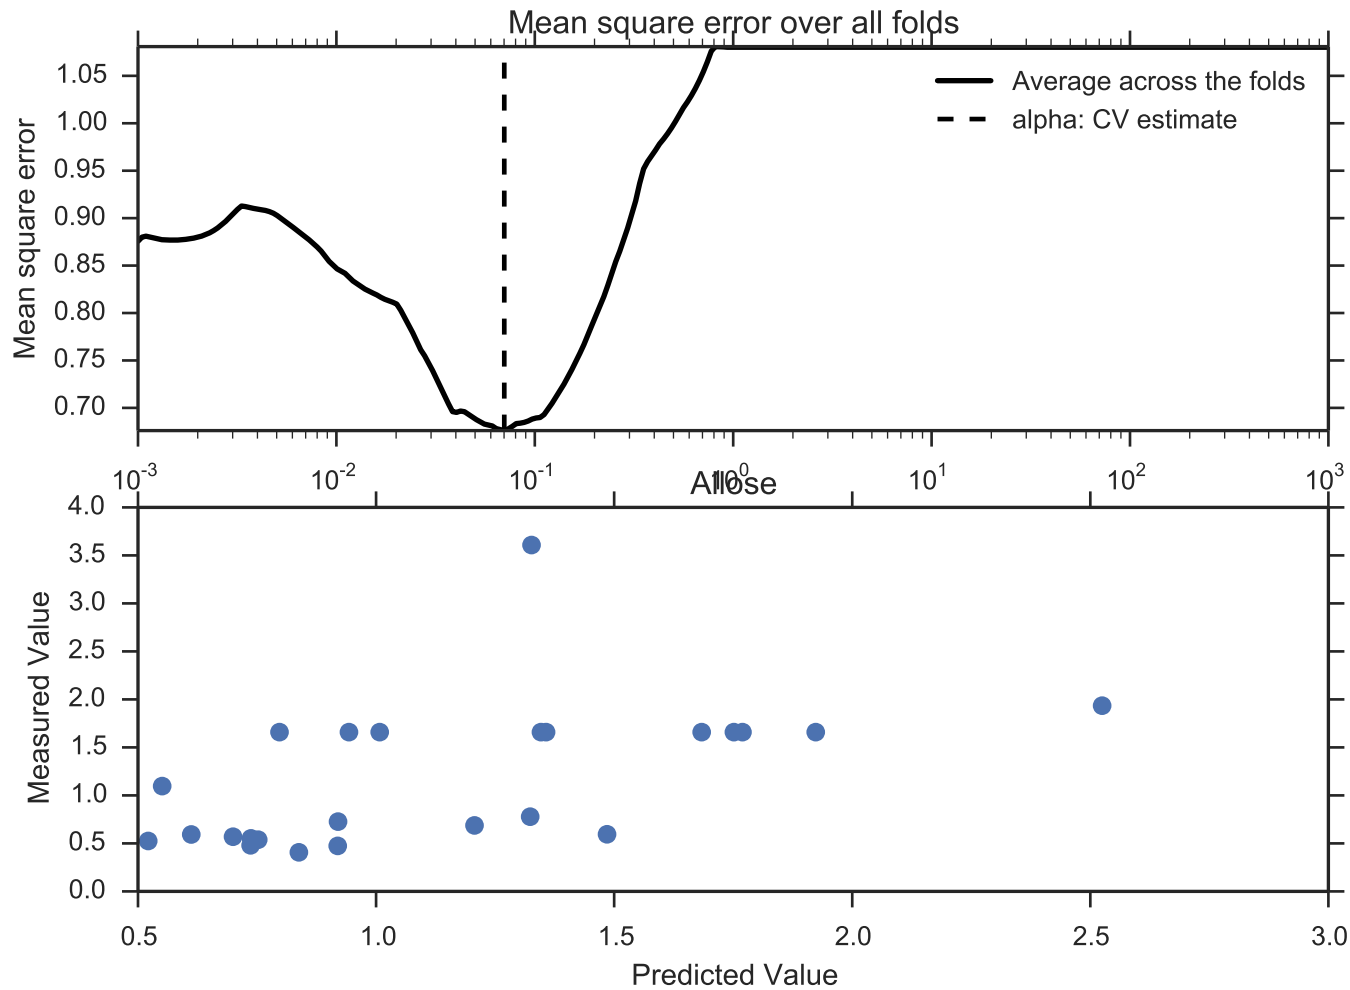 Mean square error over all folds
1.05
1.00
0.95
0.90
0.85
0.80
0.75
0.70
Mean square error
Average across the folds
alpha: CV estimate
10^-3 10^-2 10^-1 10^0 10^1 10^2 10^3
Allose
4.0
3.5
3.0
2.5
2.0
1.5
1.0
0.5
0.0
Measured Value
0.5 1.0 1.5 2.0 2.5 3.0
Predicted Value